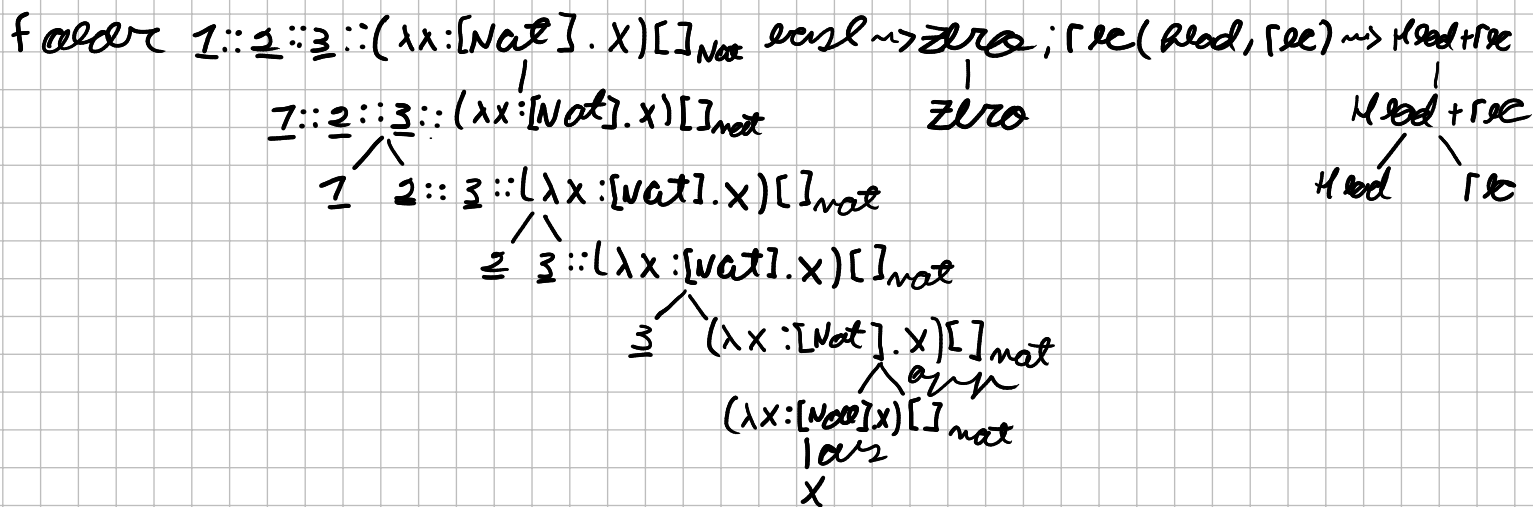 foldr 1::2::3::(λx:[Nat].x)[]Nat {base ~> zero ; rec(head,rec) ~> Head+rec
1::2::3::(λx:[Nat].x)[]nat zero Head+rec
1 2::3::(λx:[Nat].x)[]nat Head rec
2 3::(λx:[Nat].x)[]nat
3 (λx:[Nat].x)[]nat
app
(λx:[Nat].x)[]nat
x